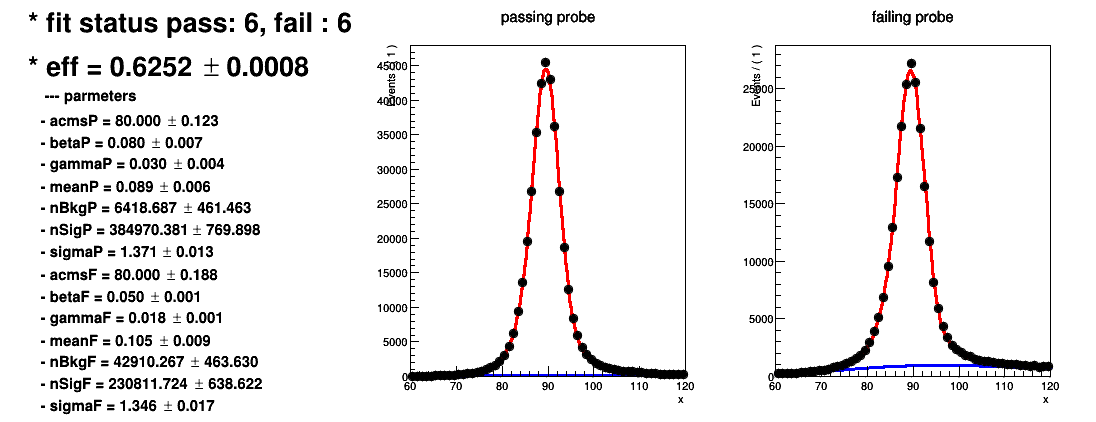 * fit status pass: 6, fail : 6
* eff = 0.6252 ± 0.0008
--- parmeters
- acmsP = 80.000 ± 0.123
- betaP = 0.080 ± 0.007
- gammaP = 0.030 ± 0.004
- meanP = 0.089 ± 0.006
- nBkgP = 6418.687 ± 461.463
- nSigP = 384970.381 ± 769.898
- sigmaP = 1.371 ± 0.013
- acmsF = 80.000 ± 0.188
- betaF = 0.050 ± 0.001
- gammaF = 0.018 ± 0.001
- meanF = 0.105 ± 0.009
- nBkgF = 42910.267 ± 463.630
- nSigF = 230811.724 ± 638.622
- sigmaF = 1.346 ± 0.017
passing probe
Events / ( 1 )
45000
40000
35000
30000
25000
20000
15000
10000
5000
0
60 70 80 90 100 110 120
x
failing probe
Events / ( 1 )
25000
20000
15000
10000
5000
0
60 70 80 90 100 110 120
x